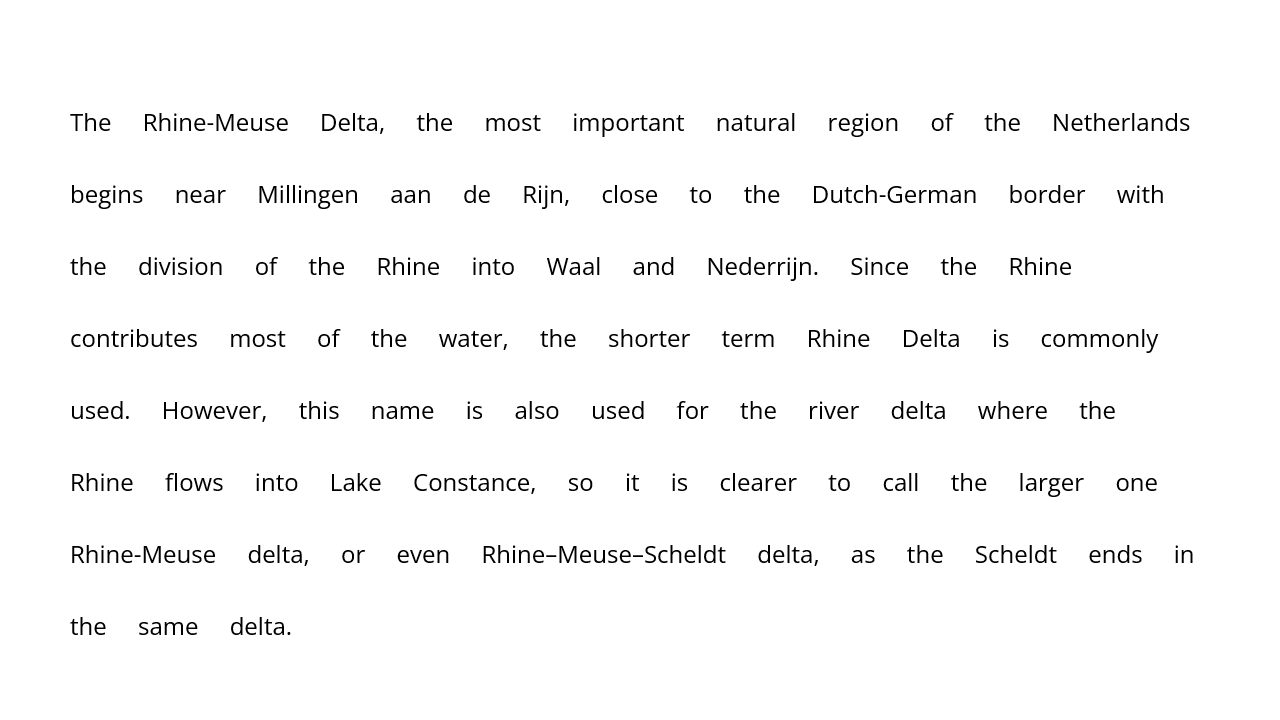 The Rhine-Meuse Delta, the most important natural region of the Netherlands
begins near Millingen aan de Rijn, close to the Dutch-German border with
the division of the Rhine into Waal and Nederrijn. Since the Rhine
contributes most of the water, the shorter term Rhine Delta is commonly
used. However, this name is also used for the river delta where the
Rhine flows into Lake Constance, so it is clearer to call the larger one
Rhine-Meuse delta, or even Rhine–Meuse–Scheldt delta, as the Scheldt ends in
the same delta.